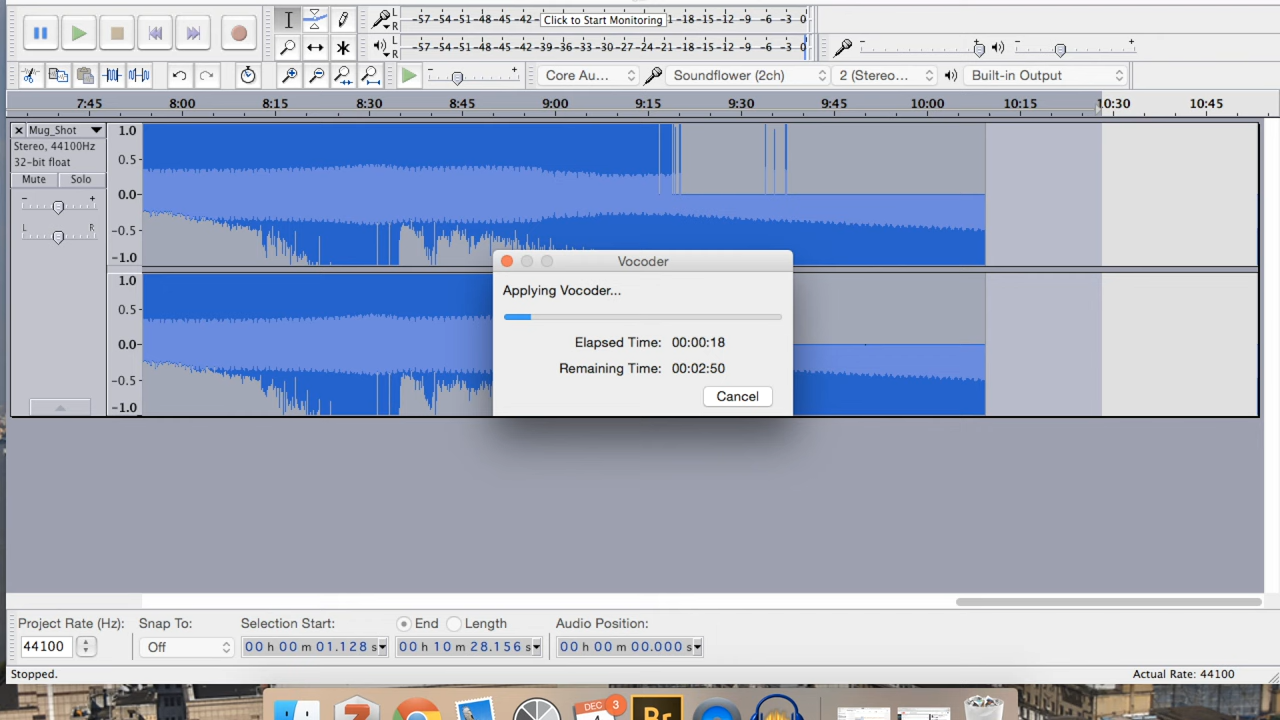 L
R
-57-54-51-48-45-42- Click to Start Monitoring 1 -18-15-12 -9 -6 -3 0
L
R
-57-54-51-48-45-42-39-36-33-30-27-24-21-18-15-12 -9 -6 -3 0
- +
- +
- +
Core Au... Soundflower (2ch) 2 (Stereo... Built-in Output
7:45 8:00 8:15 8:30 8:45 9:00 9:15 9:30 9:45 10:00 10:15 10:30 10:45
Mug_Shot
Stereo, 44100Hz
32-bit float
Mute Solo
- +
L R
1.0
0.5-
0.0-
-0.5-
-1.0
1.0
0.5-
0.0-
-0.5-
-1.0
Vocoder
Applying Vocoder...
Elapsed Time: 00:00:18
Remaining Time: 00:02:50
Cancel
Project Rate (Hz): Snap To: Selection Start: End Length Audio Position:
44100 Off 00 h 00 m 01.128 s 00 h 10 m 28.156 s 00 h 00 m 00.000 s
Stopped. Actual Rate: 44100
DEC 3
Br